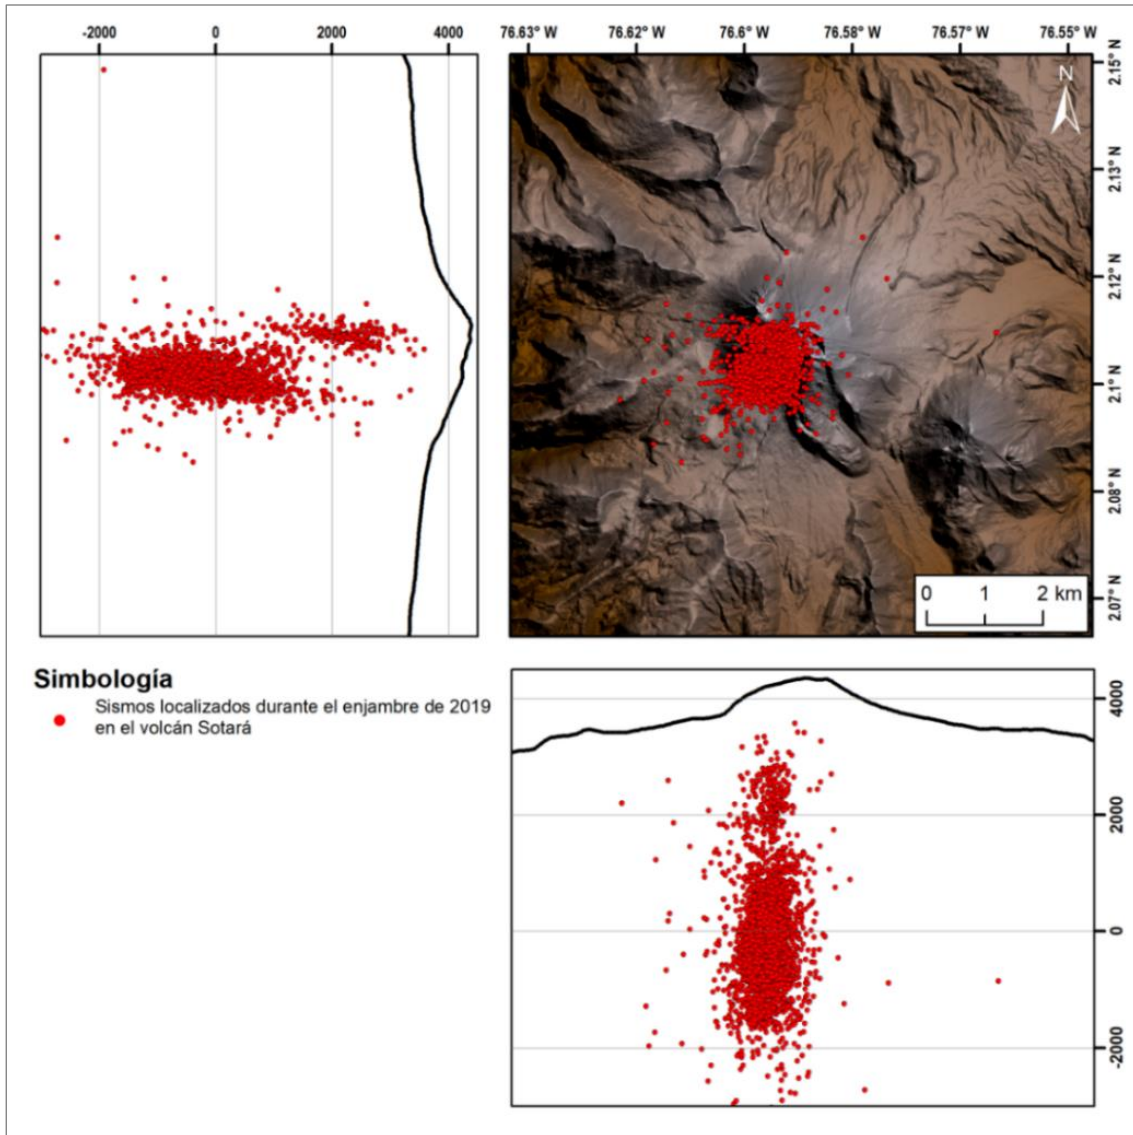 -2000 0 2000 4000
76.63° W 76.62° W 76.6° W 76.58° W 76.57° W 76.55° W
2.15° N
N
2.13° N
2.12° N
2.1° N
2.08° N
2.07° N
0 1 2 km
Simbología
Sismos localizados durante el enjambre de 2019
en el volcán Sotará
4000
2000
0
-2000